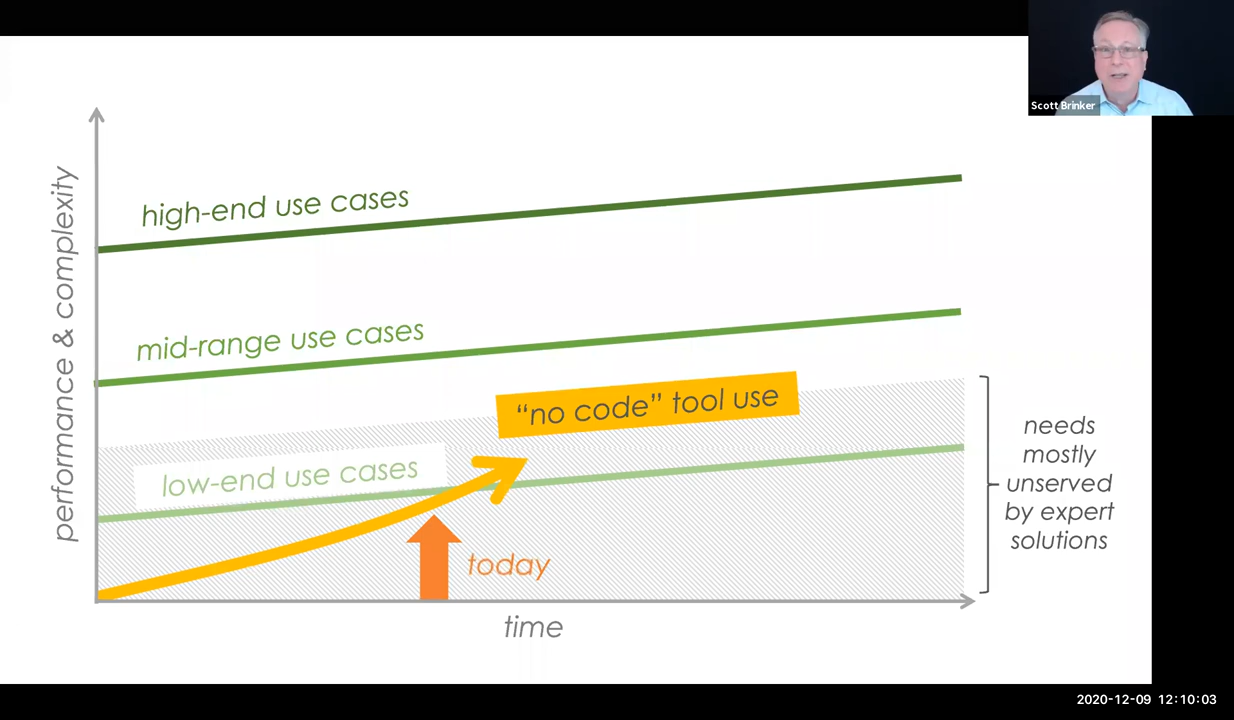 Scott Brinker
performance & complexity
high-end use cases
mid-range use cases
"no code" tool use
low-end use cases
today
time
needs
mostly
unserved
by expert
solutions
2020-12-09 12:10:03